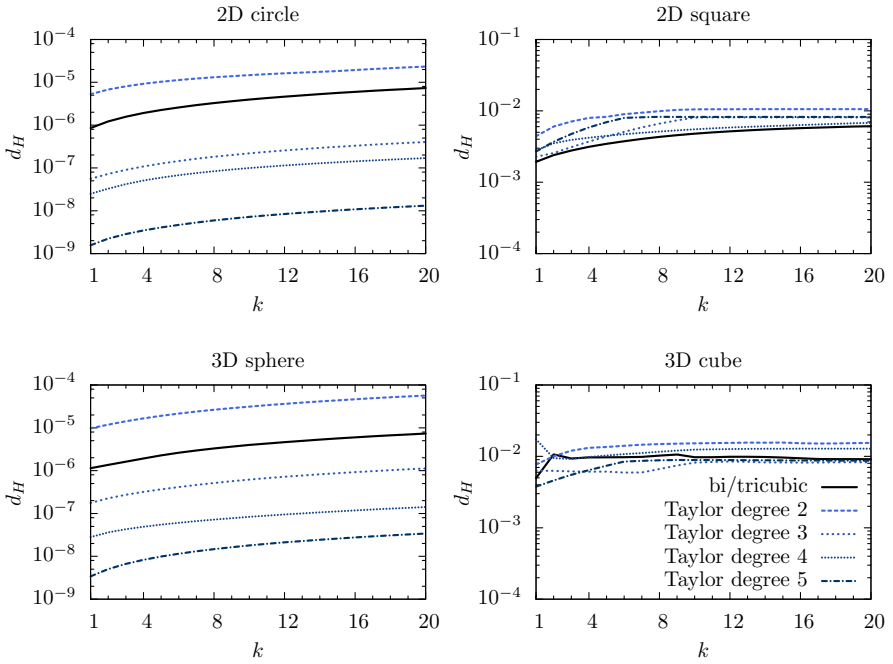 2D circle
10⁻⁴
10⁻⁵
10⁻⁶
10⁻⁷
10⁻⁸
10⁻⁹
d_H
1 4 8 12 16 20
k
2D square
10⁻¹
10⁻²
10⁻³
10⁻⁴
d_H
1 4 8 12 16 20
k
3D sphere
10⁻⁴
10⁻⁵
10⁻⁶
10⁻⁷
10⁻⁸
10⁻⁹
d_H
1 4 8 12 16 20
k
3D cube
10⁻¹
10⁻²
10⁻³
10⁻⁴
d_H
bi/tricubic
Taylor degree 2
Taylor degree 3
Taylor degree 4
Taylor degree 5
1 4 8 12 16 20
k